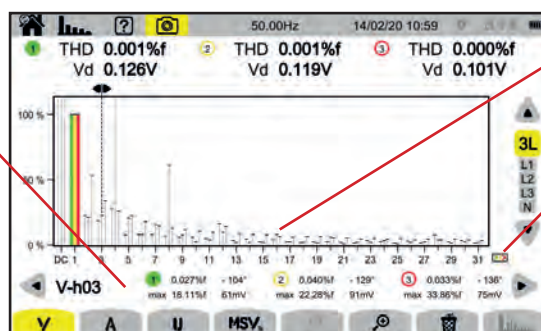 ? 50.00Hz 14/02/20 10:59
1 THD 0.001%f 2 THD 0.001%f 3 THD 0.000%f
Vd 0.126V Vd 0.119V Vd 0.101V
100 %
3L
L1
L2
50 %
L3
N
0 %
DC 1 3 5 7 9 11 13 15 17 19 21 23 25 27 29 31
V-h03 1 0.027%f - 104° 2 0.040%f - 129° 3 0.033%f - 136°
max 18.11%f 61mV max 22.28%f 91mV max 33.86%f 75mV
V A U